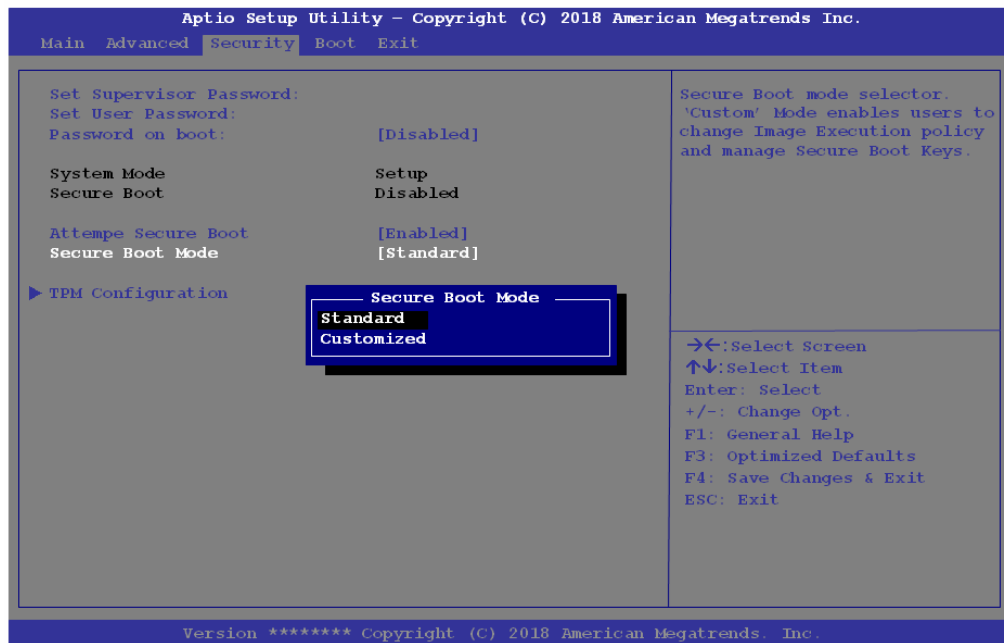 Aptio Setup Utility – Copyright (C) 2018 American Megatrends Inc.
Main Advanced Security Boot Exit
Set Supervisor Password:
Set User Password:
Password on boot: [Disabled]
System Mode Setup
Secure Boot Disabled
Attempe Secure Boot [Enabled]
Secure Boot Mode [Standard]
TPM Configuration
Secure Boot Mode
Standard
Customized
Secure Boot mode selector.
'Custom' Mode enables users to
change Image Execution policy
and manage Secure Boot Keys.
→←:Select Screen
↑↓:Select Item
Enter: Select
+/-: Change Opt.
F1: General Help
F3: Optimized Defaults
F4: Save Changes & Exit
ESC: Exit
Version ******** Copyright (C) 2018 American Megatrends. Inc.